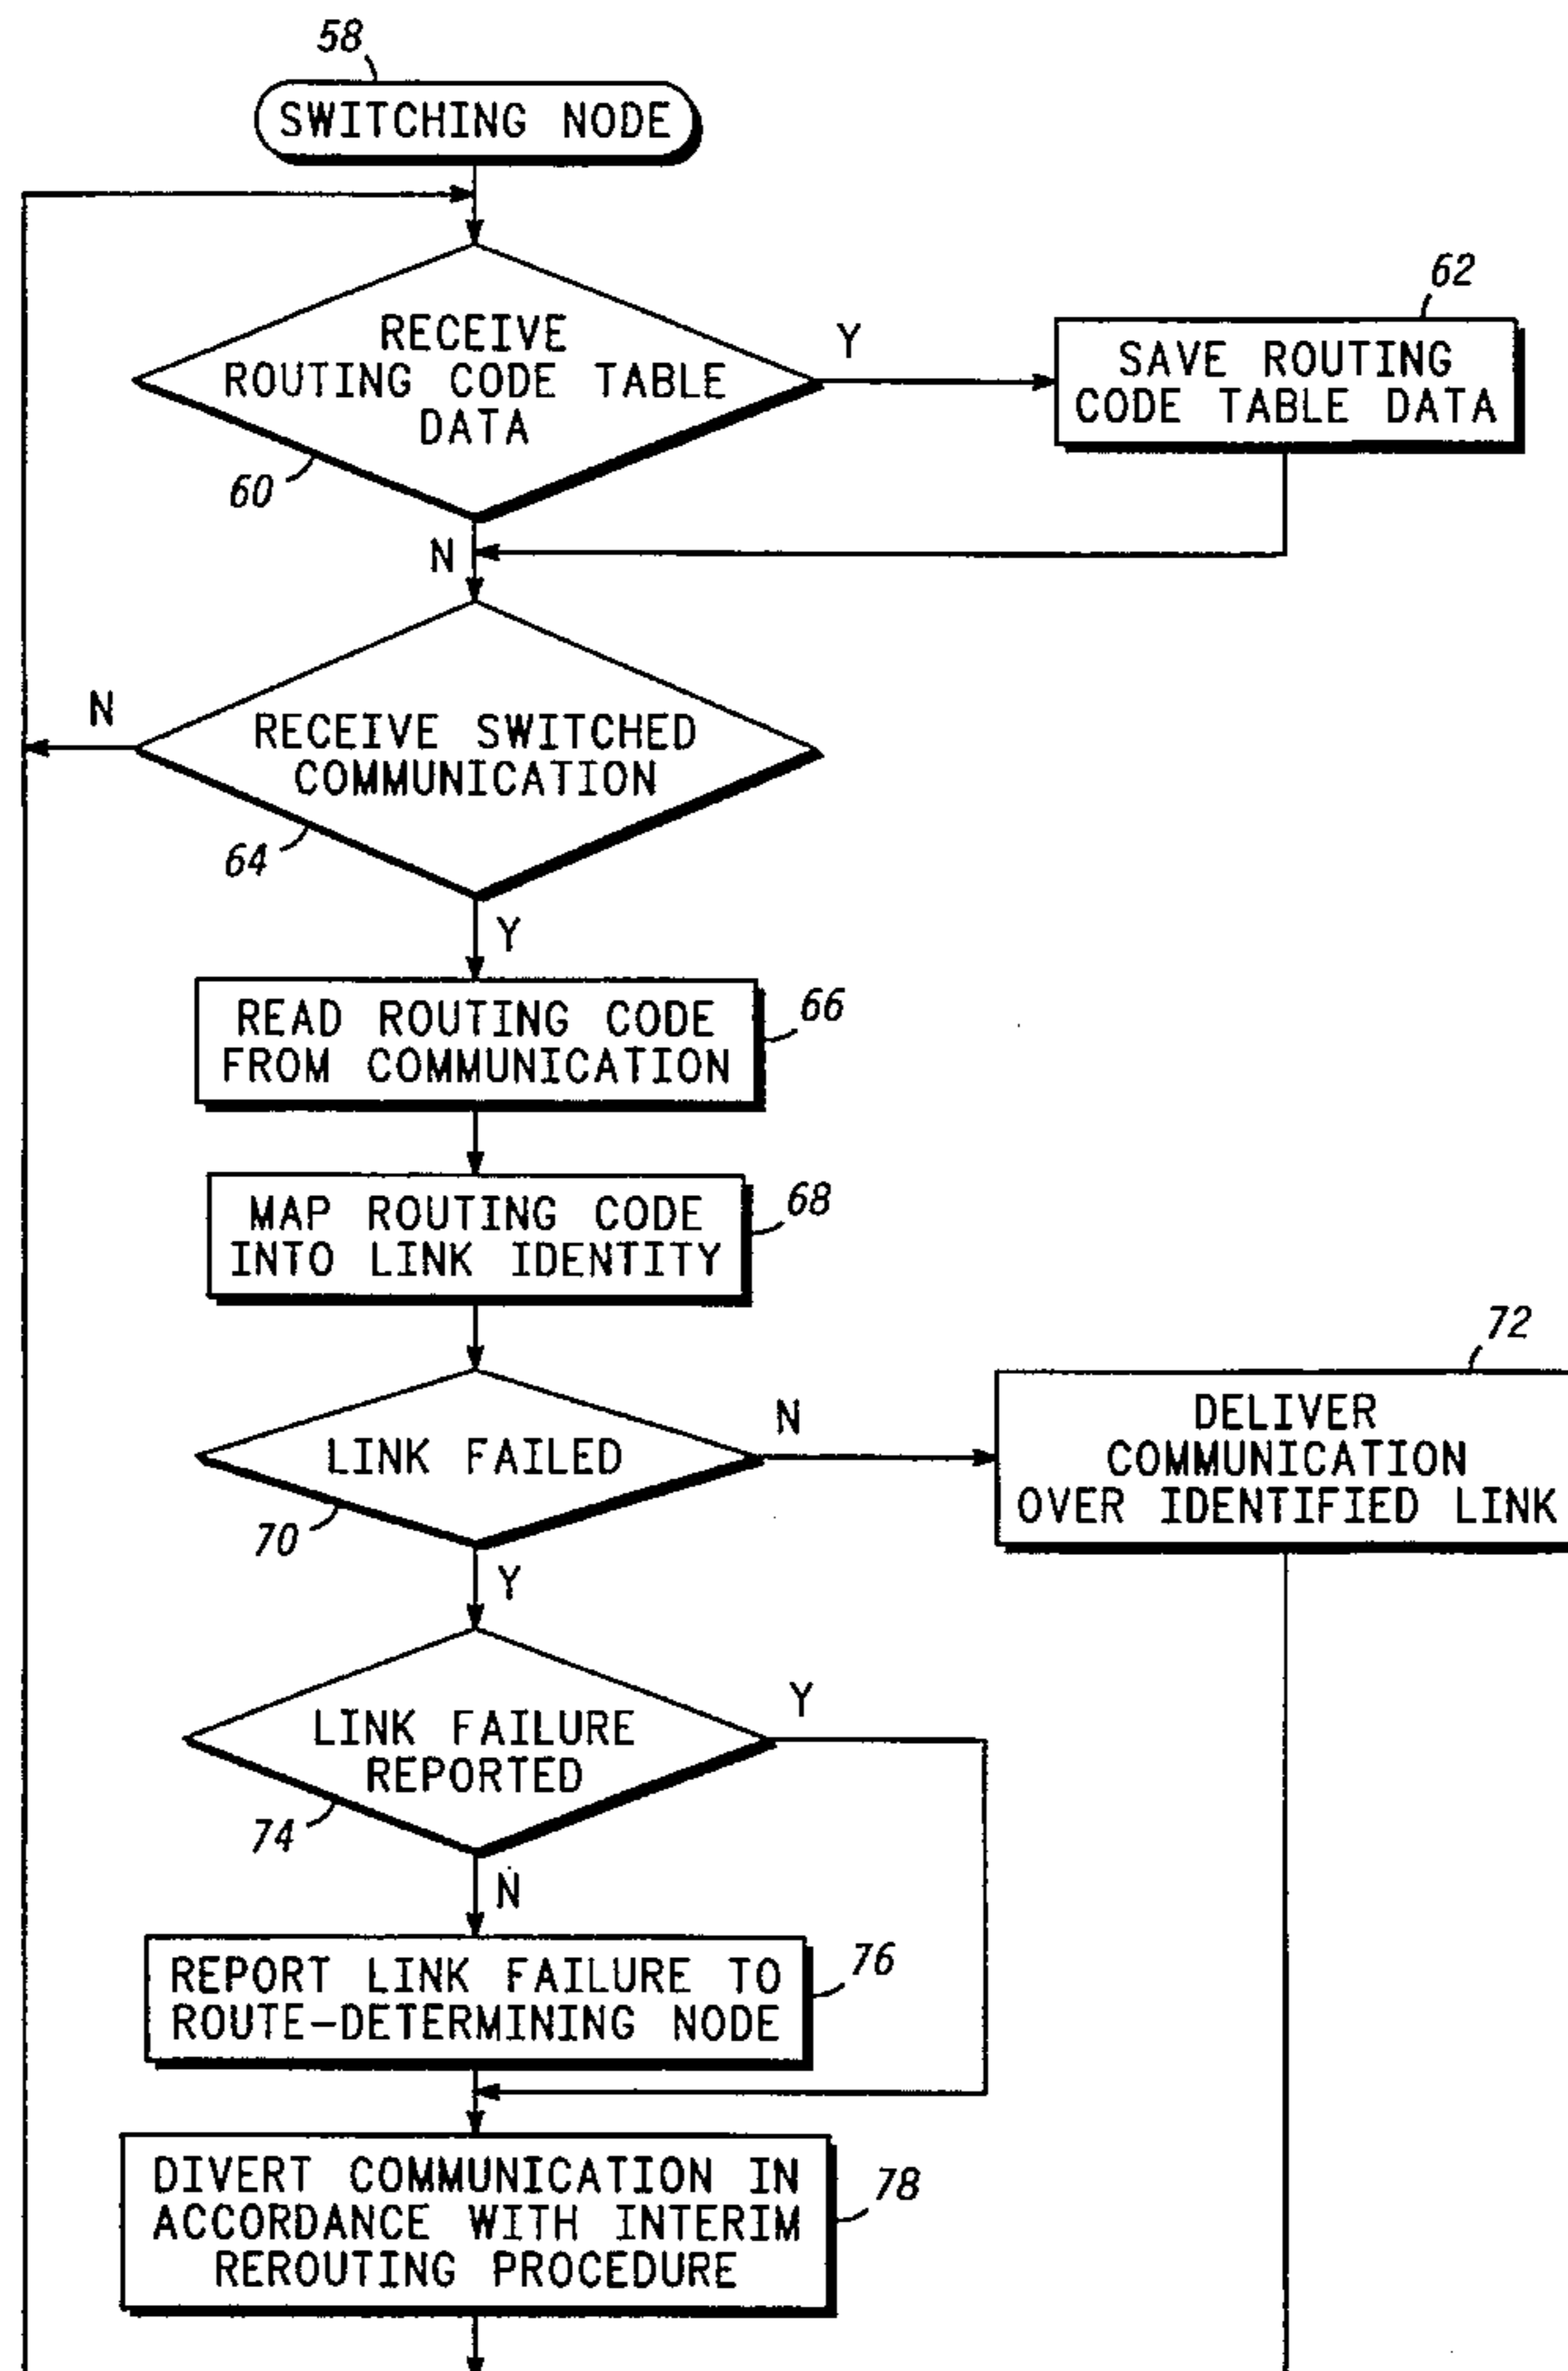 58
SWITCHING NODE
RECEIVE
ROUTING CODE TABLE
DATA
60
Y
62
SAVE ROUTING
CODE TABLE DATA
N
N
RECEIVE SWITCHED
COMMUNICATION
64
Y
READ ROUTING CODE
FROM COMMUNICATION
66
MAP ROUTING CODE
INTO LINK IDENTITY
68
LINK FAILED
70
N
72
DELIVER
COMMUNICATION
OVER IDENTIFIED LINK
Y
LINK FAILURE
REPORTED
74
Y
N
REPORT LINK FAILURE TO
ROUTE-DETERMINING NODE
76
DIVERT COMMUNICATION IN
ACCORDANCE WITH INTERIM
REROUTING PROCEDURE
78